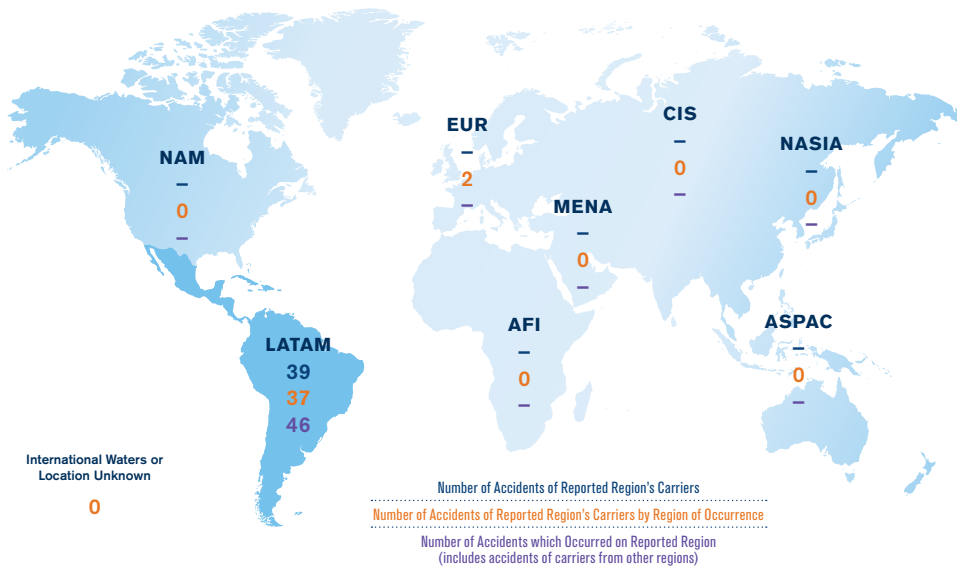 NAM
–
0
–
EUR
–
2
–
CIS
–
0
–
NASIA
–
0
–
MENA
–
0
–
AFI
–
0
–
ASPAC
–
0
–
LATAM
39
37
46
International Waters or
Location Unknown
0
Number of Accidents of Reported Region's Carriers
Number of Accidents of Reported Region's Carriers by Region of Occurrence
Number of Accidents which Occurred on Reported Region
(includes accidents of carriers from other regions)